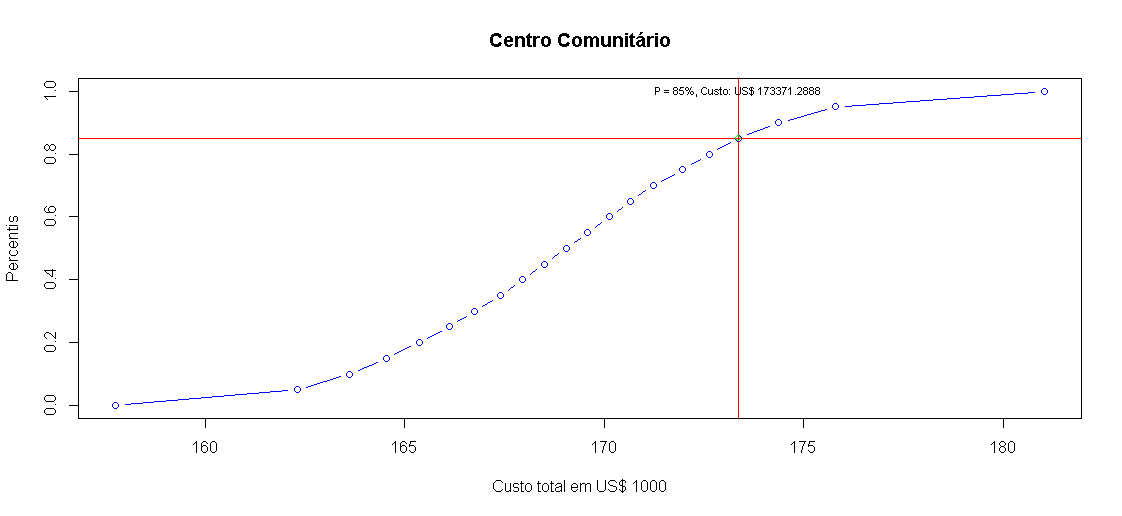 Centro Comunitário
P = 85%, Custo: US$ 173371.2888
Percentis
1.0
0.8
0.6
0.4
0.2
0.0
160 165 170 175 180
Custo total em US$ 1000